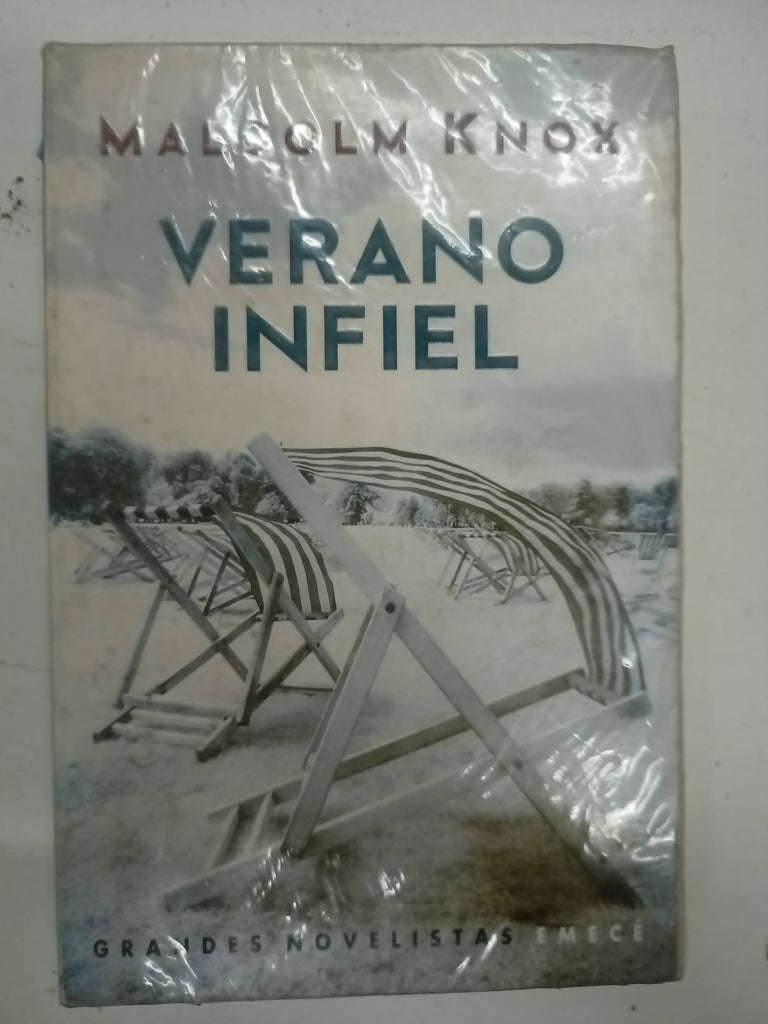 MALCOLM KNOX
VERANO
INFIEL
GRANDES NOVELISTAS EMECÉ